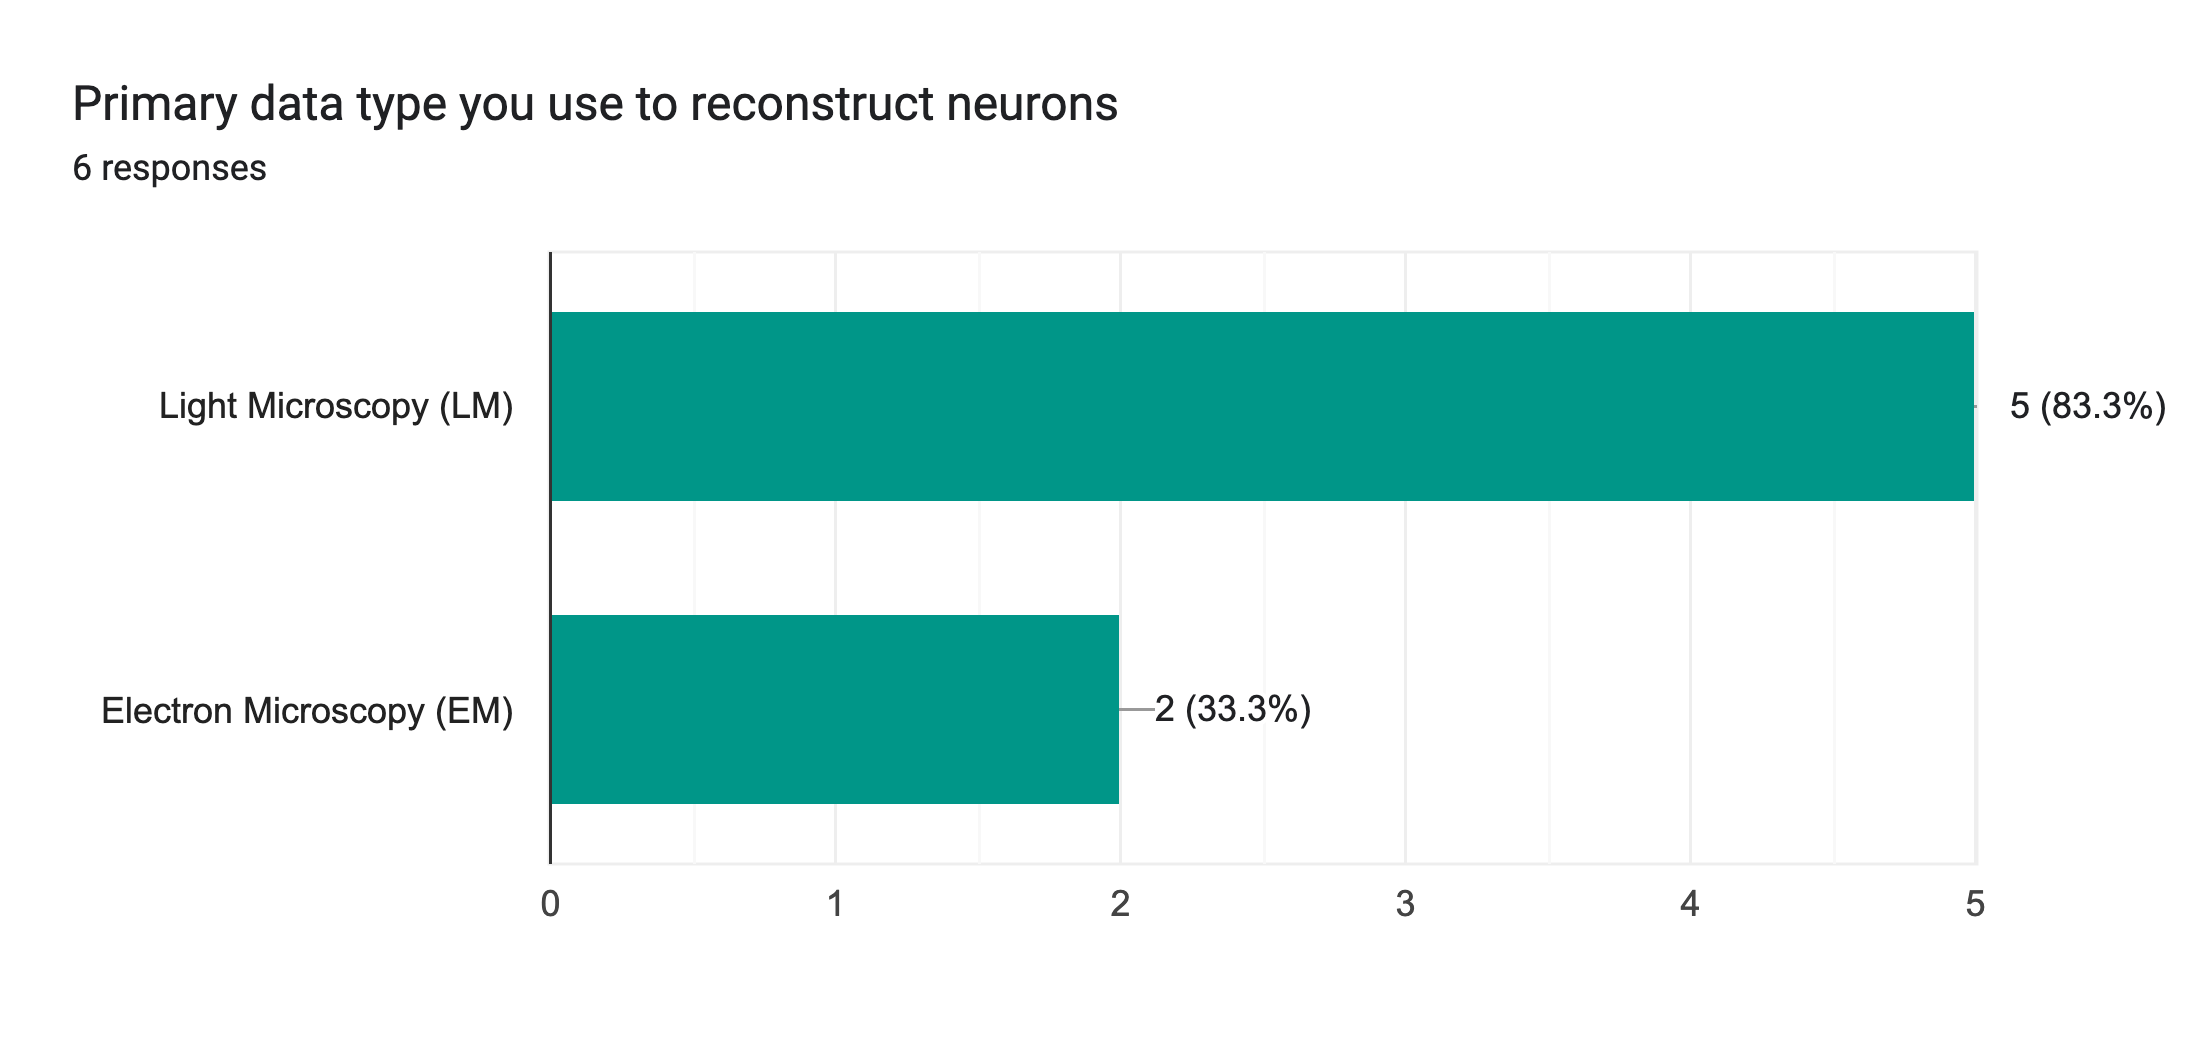 Primary data type you use to reconstruct neurons
6 responses
Light Microscopy (LM)
5 (83.3%)
Electron Microscopy (EM)
2 (33.3%)
0 1 2 3 4 5